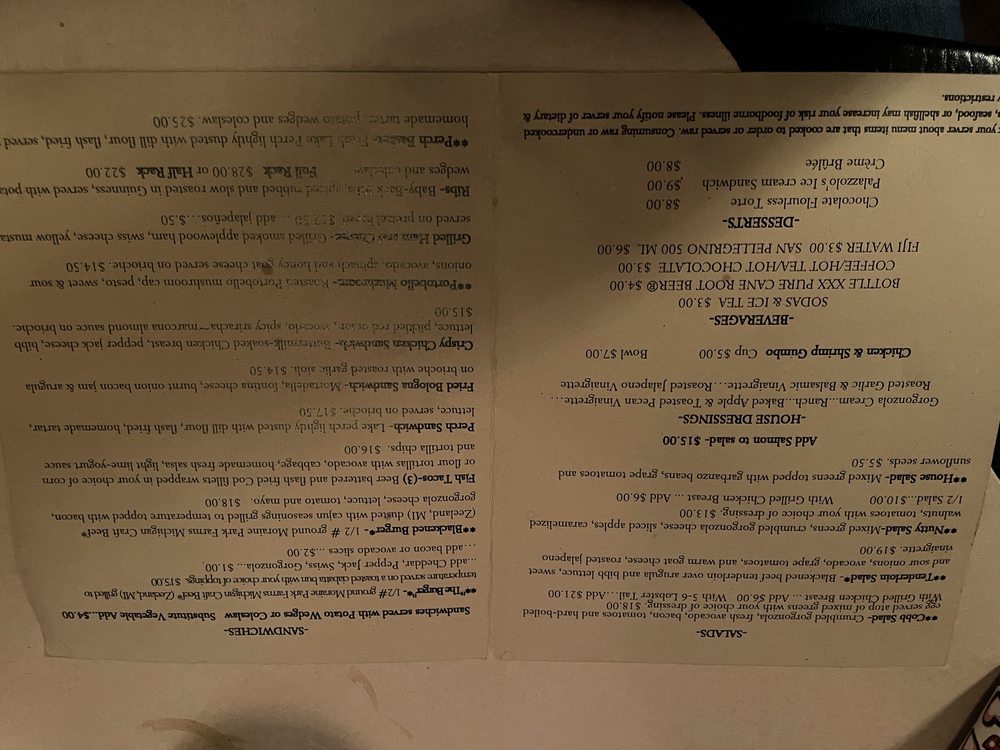 -SALADS-
**Cobb Salad- Crumbled gorgonzola, fresh avocado, bacon, tomatoes and hard-boiled
egg served atop of mixed greens with your choice of dressing. $18.00
With Grilled Chicken Breast ... Add $6.00 With 5-6 Lobster Tail...Add $21.00
**Tenderloin Salad*- Blackened beef tenderloin over arugula and bibb lettuce, sweet
and sour onions, avocado, grape tomatoes, and warm goat cheese, roasted jalapeno
vinaigrette. $19.00
**Nutty Salad-Mixed greens, crumbled gorgonzola cheese, sliced apples, caramelized
walnuts, tomatoes with your choice of dressing. $13.00
1/2 Salad...$10.00 With Grilled Chicken Breast ... Add $6.00
**House Salad- Mixed greens topped with garbanzo beans, grape tomatoes and
sunflower seeds. $5.50
Add Salmon to salad- $15.00
-HOUSE DRESSINGS-
Gorgonzola Cream...Ranch...Baked Apple & Toasted Pecan Vinaigrette...
Roasted Garlic & Balsamic Vinaigrette...Roasted Jalapeno Vinaigrette
Chicken & Shrimp Gumbo Cup $5.00 Bowl $7.00
-BEVERAGES-
SODAS & ICE TEA $3.00
BOTTLE XXX PURE CANE ROOT BEER® $4.00
COFFEE/HOT TEA/HOT CHOCOLATE $3.00
FIJI WATER $3.00 SAN PELLEGRINO 500 ML $6.00
-DESSERTS-
Chocolate Flourless Torte $8.00
Palazzolo's Ice cream Sandwich $9.00
Crème Brûlée $8.00
your server about menu items that are cooked to order or served raw. Consuming raw or undercooked
seafood, or shellfish may increase your risk of foodborne illness. Please notify your server of dietary &
restrictions.
-SANDWICHES-
Sandwiches served with Potato Wedges or Coleslaw Substitute Vegetable Add...$4.00
**"The Burger"*- 1/2# ground Moraine Park Farms Michigan Craft Beef* (Zeeland, MI) grilled to
temperature served on a toasted ciabatta bun with your choice of toppings. $15.00
...add Cheddar, Pepper Jack, Swiss, Gorgonzola... $1.00
...add bacon or avocado slices ...$2.00
**Blackened Burger*- 1/2 # ground Moraine Park Farms Michigan Craft Beef*
(Zeeland, MI) dusted with cajun seasonings grilled to temperature topped with bacon,
gorgonzola cheese, lettuce, tomato and mayo. $18.00
Fish Tacos-(3) Beer battered and flash fried Cod fillets wrapped in your choice of corn
or flour tortillas with avocado, cabbage, homemade fresh salsa, light lime-yogurt sauce
and tortilla chips. $16.00
Perch Sandwich- Lake perch lightly dusted with dill flour, flash fried, homemade tartar,
lettuce, served on brioche. $17.50
Fried Bologna Sandwich- Mortadella, fontina cheese, burnt onion bacon jam & arugula
on brioche with roasted garlic aioli. $14.50
Crispy Chicken Sandwich- Buttermilk-soaked Chicken breast, pepper jack cheese, bibb
lettuce, pickled red onion, avocado, spicy sriracha~marcona almond sauce on brioche.
$15.00
**Portobello Mushroom- Roasted Portobello mushroom cap, pesto, sweet & sour
onions, avocado, spinach and honey goat cheese served on brioche. $14.50
Grilled Ham and Cheese- Grilled smoked applewood ham, swiss cheese, yellow
served on pretzel bread. $17.50 ... add jalapeños...$.50
Ribs- Baby-Back ribs, spiced rubbed and slow roasted in Guinness, served with
wedges and coleslaw. Full Rack $28.00 or Half Rack $22.00
**Perch Basket- Fresh Lake Perch lightly dusted with dill flour, flash fried, served
homemade tartar, potato wedges and coleslaw. $25.00